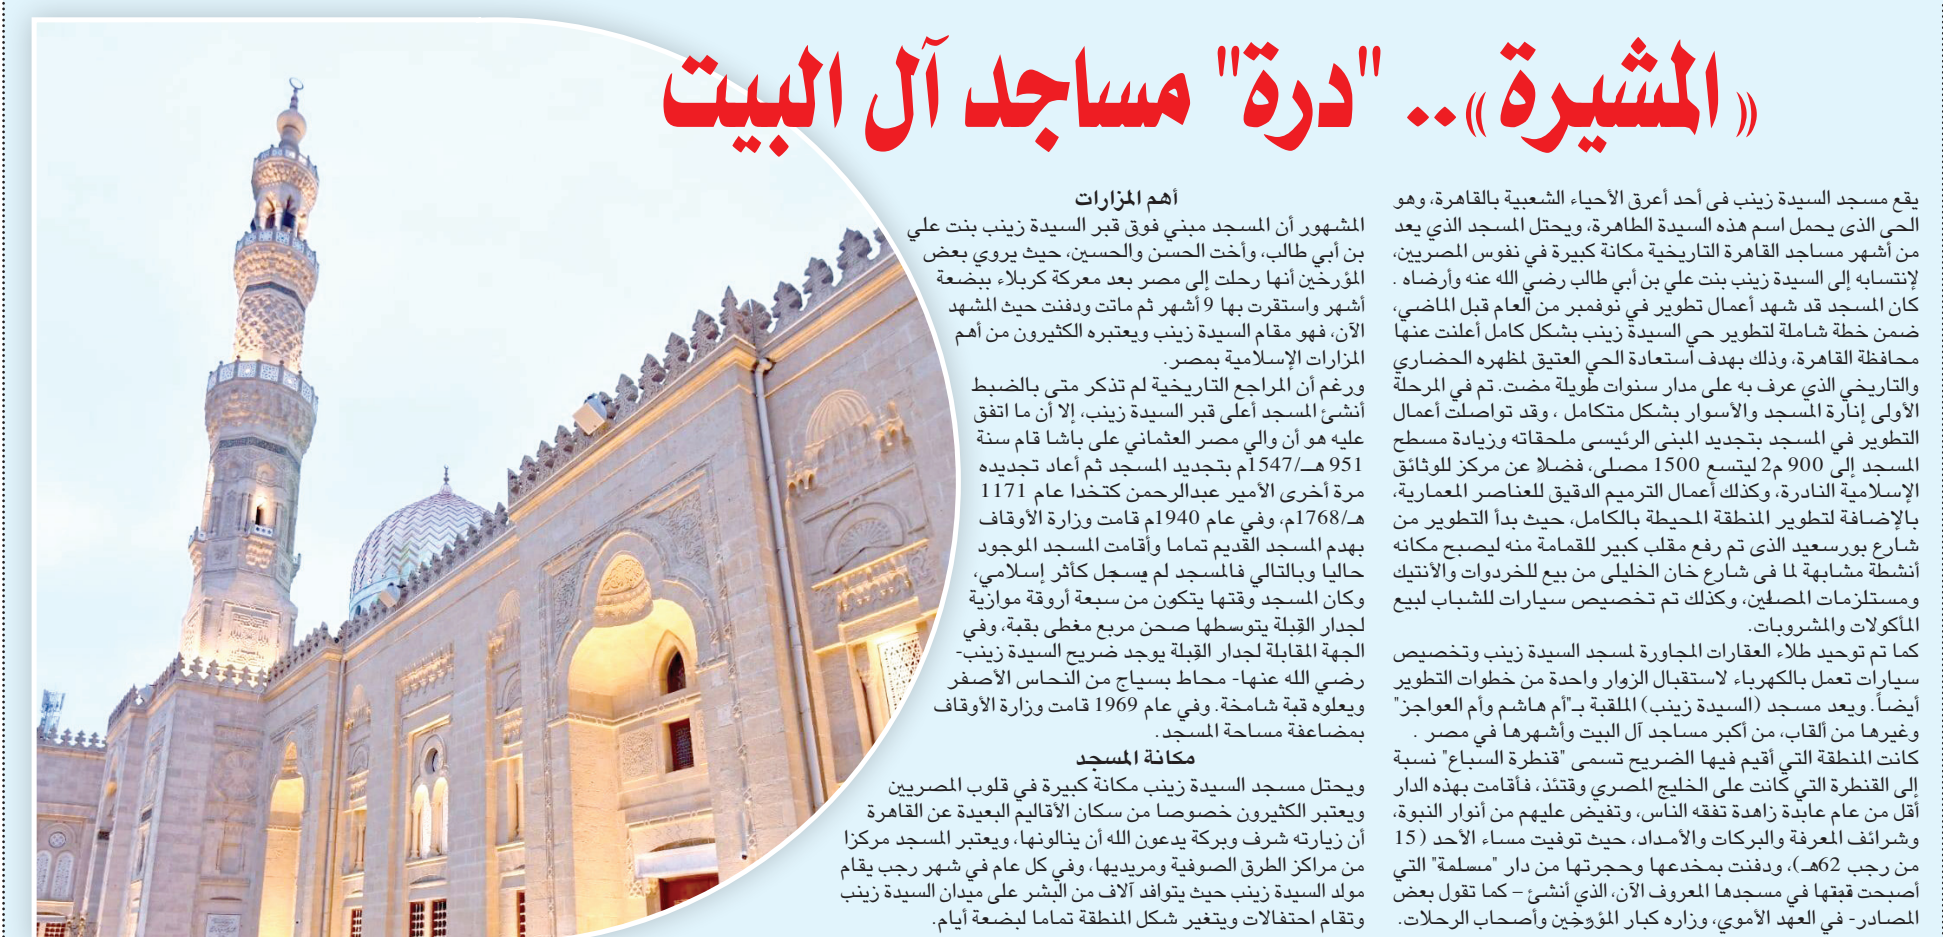 « المشيرة ».. "درة" مساجد آل البيت
يقع مسجد السيدة زينب فى أحد أعرق الأحياء الشعبية بالقاهرة، وهو
الحى الذى يحمل اسم هذه السيدة الطاهرة، ويحتل المسجد الذي يعد
من أشهر مساجد القاهرة التاريخية مكانة كبيرة في نفوس المصريين،
لإنتسابه إلى السيدة زينب بنت علي بن أبي طالب رضي الله عنه وأرضاه .
كان المسجد قد شهد أعمال تطوير في نوفمبر من العام قبل الماضي،
ضمن خطة شاملة لتطوير حي السيدة زينب بشكل كامل أعلنت عنها
محافظة القاهرة، وذلك بهدف استعادة الحي العتيق لمظهره الحضاري
والتاريخي الذي عرف به على مدار سنوات طويلة مضت. تم في المرحلة
الأولى إنارة المسجد والأسوار بشكل متكامل ، وقد تواصلت أعمال
التطوير في المسجد بتجديد المبنى الرئيسى ملحقاته وزيادة مسطح
المسجد إلى 900 م2 ليتسع 1500 مصلى، فضلا عن مركز للوثائق
الإسلامية النادرة، وكذلك أعمال الترميم الدقيق للعناصر المعمارية،
بالإضافة لتطوير المنطقة المحيطة بالكامل، حيث بدأ التطوير من
شارع بورسعيد الذى تم رفع مقلب كبير للقمامة منه ليصبح مكانه
أنشطة مشابهة لما فى شارع خان الخليلى من بيع للخردوات والأنتيك
ومستلزمات المصلين، وكذلك تم تخصيص سيارات للشباب لبيع
المأكولات والمشروبات.
كما تم توحيد طلاء العقارات المجاورة لمسجد السيدة زينب وتخصيص
سيارات تعمل بالكهرباء لاستقبال الزوار واحدة من خطوات التطوير
أيضاً. ويعد مسجد (السيدة زينب) الملقبة بـ"أم هاشم وأم العواجز"
وغيرها من ألقاب، من أكبر مساجد آل البيت وأشهرها في مصر .
كانت المنطقة التي أقيم فيها الضريح تسمى "قنطرة السباع" نسبة
إلى القنطرة التي كانت على الخليج المصري وقتئذ، فأقامت بهذه الدار
أقل من عام عابدة زاهدة تفقه الناس، وتفيض عليهم من أنوار النبوة،
وشرائف المعرفة والبركات والأمداد، حيث توفيت مساء الأحد (15
من رجب 62هـ)، ودفنت بمخدعها وحجرتها من دار "مسلمة" التي
أصبحت قبتها في مسجدها المعروف الآن، الذي أنشئ – كما تقول بعض
المصادر- في العهد الأموي، وزاره كبار المؤرخين وأصحاب الرحلات.
أهم المزارات
المشهور أن المسجد مبني فوق قبر السيدة زينب بنت علي
بن أبي طالب، وأخت الحسن والحسين، حيث يروي بعض
المؤرخين أنها رحلت إلى مصر بعد معركة كربلاء ببضعة
أشهر واستقرت بها 9 أشهر ثم ماتت ودفنت حيث المشهد
الآن، فهو مقام السيدة زينب ويعتبره الكثيرون من أهم
المزارات الإسلامية بمصر.
ورغم أن المراجع التاريخية لم تذكر متى بالضبط
أنشئ المسجد أعلى قبر السيدة زينب، إلا أن ما اتفق
عليه هو أن والي مصر العثماني على باشا قام سنة
951 هـ/1547م بتجديد المسجد ثم أعاد تجديده
مرة أخرى الأمير عبدالرحمن كتخدا عام 1171
هـ/1768م، وفي عام 1940م قامت وزارة الأوقاف
بهدم المسجد القديم تماما وأقامت المسجد الموجود
حاليا وبالتالي فالمسجد لم يسجل كأثر إسلامي،
وكان المسجد وقتها يتكون من سبعة أروقة موازية
لجدار القبلة يتوسطها صحن مربع مغطى بقبة، وفي
الجهة المقابلة لجدار القبلة يوجد ضريح السيدة زينب-
رضي الله عنها- محاط بسياج من النحاس الأصفر
ويعلوه قبة شامخة. وفي عام 1969 قامت وزارة الأوقاف
بمضاعفة مساحة المسجد.
مكانة المسجد
ويحتل مسجد السيدة زينب مكانة كبيرة في قلوب المصريين
ويعتبر الكثيرون خصوصا من سكان الأقاليم البعيدة عن القاهرة
أن زيارته شرف وبركة يدعون الله أن ينالونها، ويعتبر المسجد مركزا
من مراكز الطرق الصوفية ومريديها، وفي كل عام في شهر رجب يقام
مولد السيدة زينب حيث يتوافد آلاف من البشر على ميدان السيدة زينب
وتقام احتفالات ويتغير شكل المنطقة تماما لبضعة أيام.